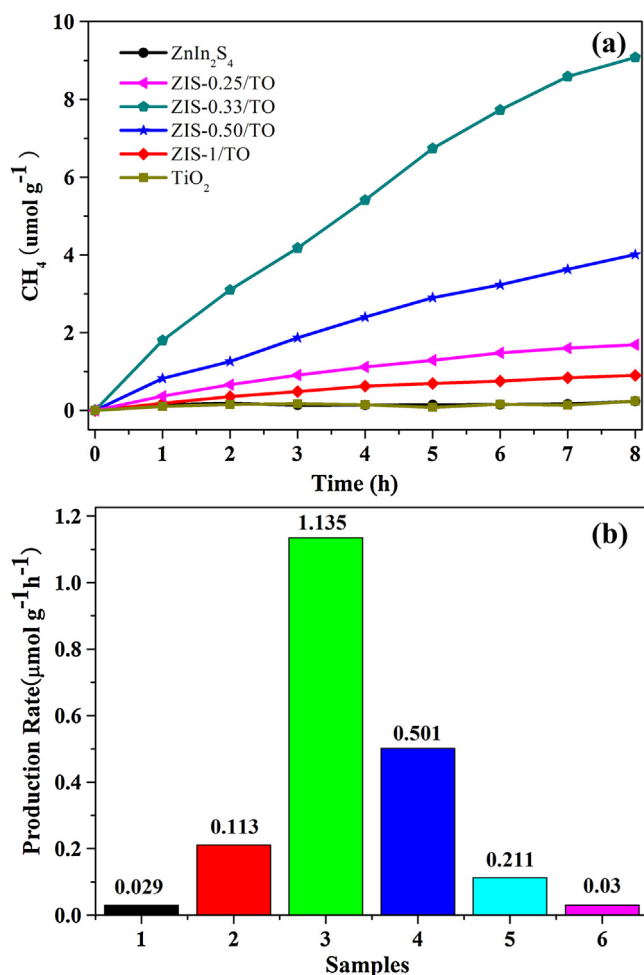 (a)
ZnIn₂S₄
ZIS-0.25/TO
ZIS-0.33/TO
ZIS-0.50/TO
ZIS-1/TO
TiO₂
CH₄ (umol g⁻¹)
10
8
6
4
2
0
0 1 2 3 4 5 6 7 8
Time (h)
(b)
Production Rate(μmol g⁻¹h⁻¹)
1.2
1.0
0.8
0.6
0.4
0.2
0.0
0.029 0.113 1.135 0.501 0.211 0.03
1 2 3 4 5 6
Samples